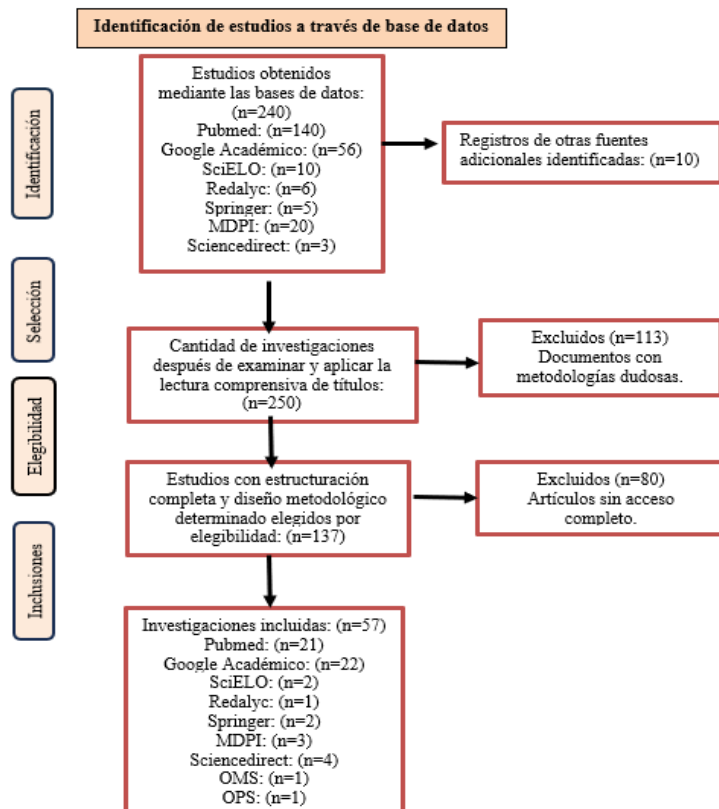 Identificación de estudios a través de base de datos
Identificación
Estudios obtenidos
mediante las bases de datos:
(n=240)
Pubmed: (n=140)
Google Académico: (n=56)
SciELO: (n=10)
Redalyc: (n=6)
Springer: (n=5)
MDPI: (n=20)
Sciencedirect: (n=3)
Registros de otras fuentes
adicionales identificadas: (n=10)
Selección
Cantidad de investigaciones
después de examinar y aplicar la
lectura comprensiva de títulos:
(n=250)
Excluidos (n=113)
Documentos con
metodologías dudosas.
Elegibilidad
Estudios con estructuración
completa y diseño metodológico
determinado elegidos por
elegibilidad: (n=137)
Excluidos (n=80)
Artículos sin acceso
completo.
Inclusiones
Investigaciones incluidas: (n=57)
Pubmed: (n=21)
Google Académico: (n=22)
SciELO: (n=2)
Redalyc: (n=1)
Springer: (n=2)
MDPI: (n=3)
Sciencedirect: (n=4)
OMS: (n=1)
OPS: (n=1)